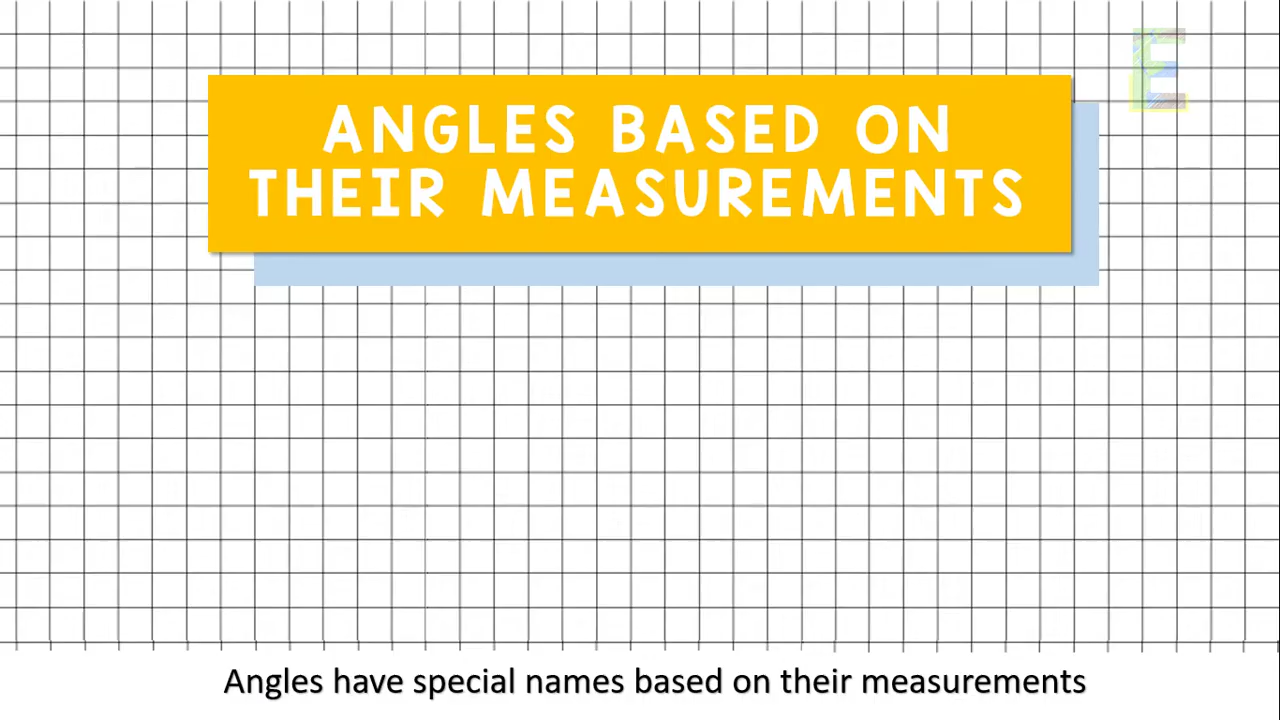 E
ANGLES BASED ON
THEIR MEASUREMENTS
Angles have special names based on their measurements